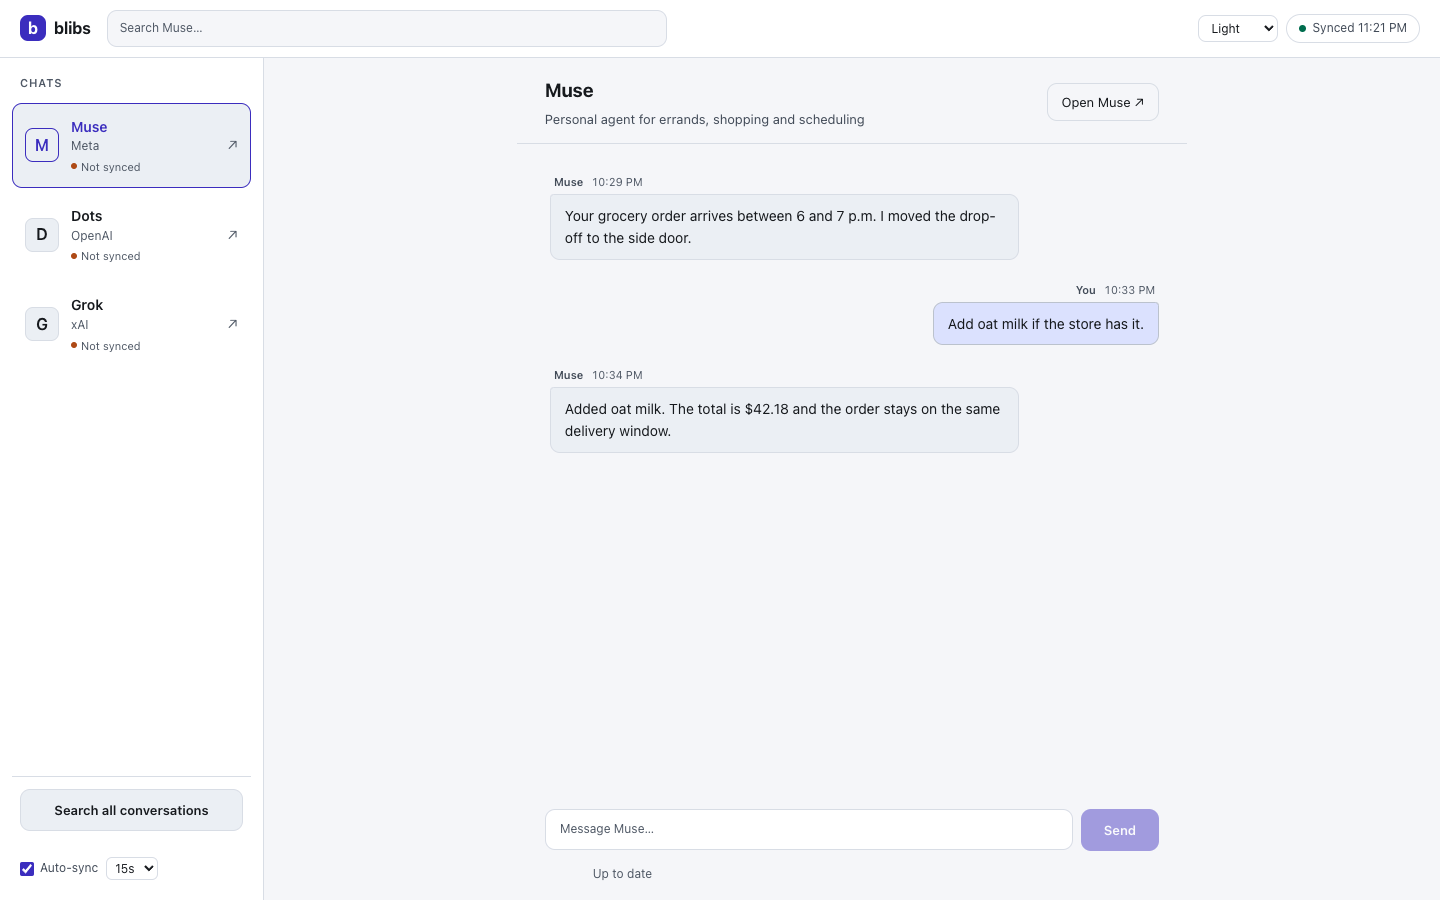 b blibs
Search Muse...
Light
Synced 11:21 PM
CHATS
M
Muse
Meta
Not synced
↗
D
Dots
OpenAI
Not synced
↗
G
Grok
xAI
Not synced
↗
Search all conversations
Auto-sync 15s
Muse
Personal agent for errands, shopping and scheduling
Open Muse ↗
Muse 10:29 PM
Your grocery order arrives between 6 and 7 p.m. I moved the drop-
off to the side door.
You 10:33 PM
Add oat milk if the store has it.
Muse 10:34 PM
Added oat milk. The total is $42.18 and the order stays on the same
delivery window.
Message Muse...
Send
Up to date